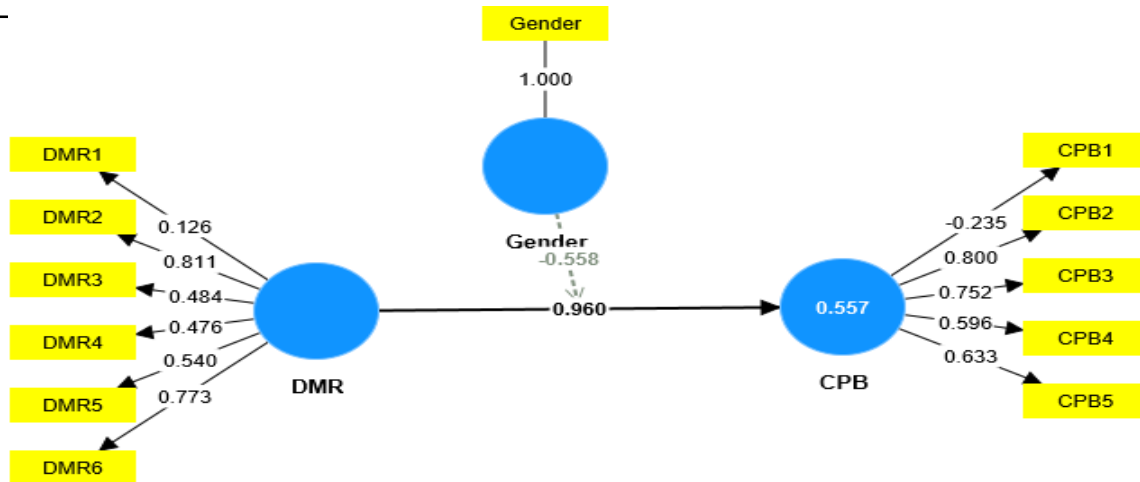 Gender
1.000
Gender
-0.558
DMR1
DMR2
DMR3
DMR4
DMR5
DMR6
0.126
0.811
0.484
0.476
0.540
0.773
DMR
0.960
0.557
CPB
-0.235
0.800
0.752
0.596
0.633
CPB1
CPB2
CPB3
CPB4
CPB5